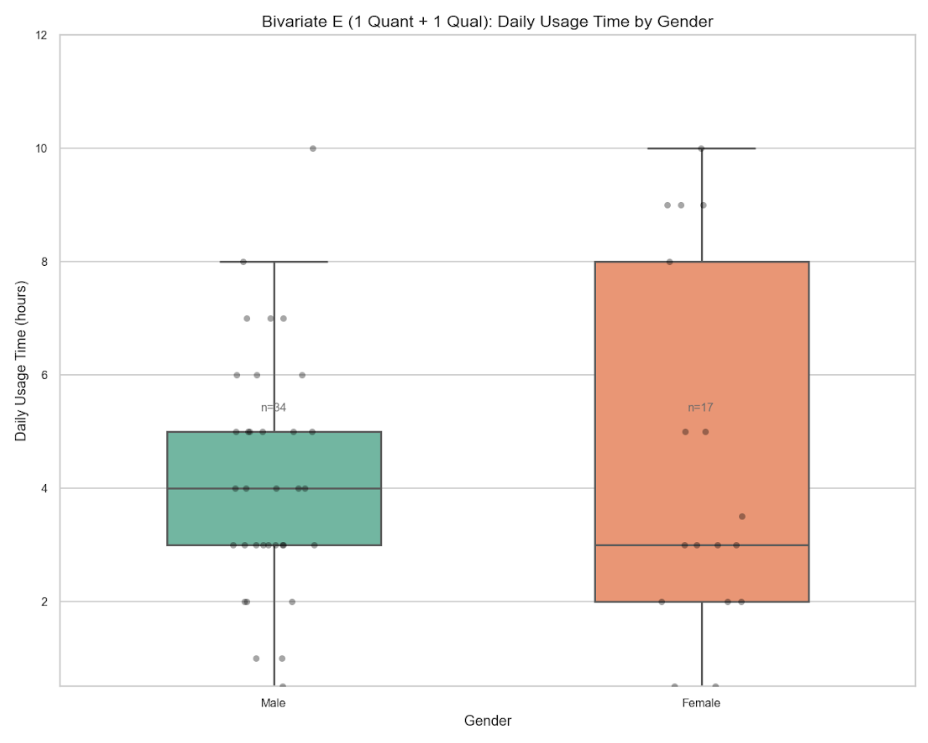 Bivariate E (1 Quant + 1 Qual): Daily Usage Time by Gender
12
10
8
6
4
2
Daily Usage Time (hours)
n=34
n=17
Male
Female
Gender